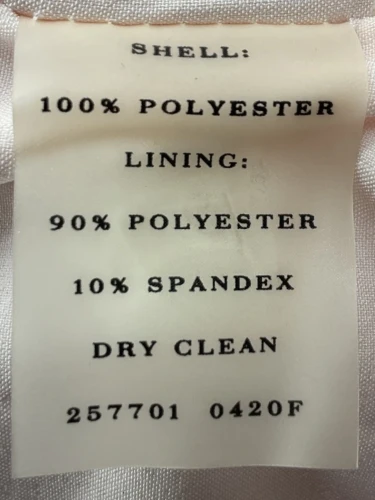 SHELL:
100% POLYESTER
LINING:
90% POLYESTER
10% SPANDEX
DRY CLEAN
257701 0420F